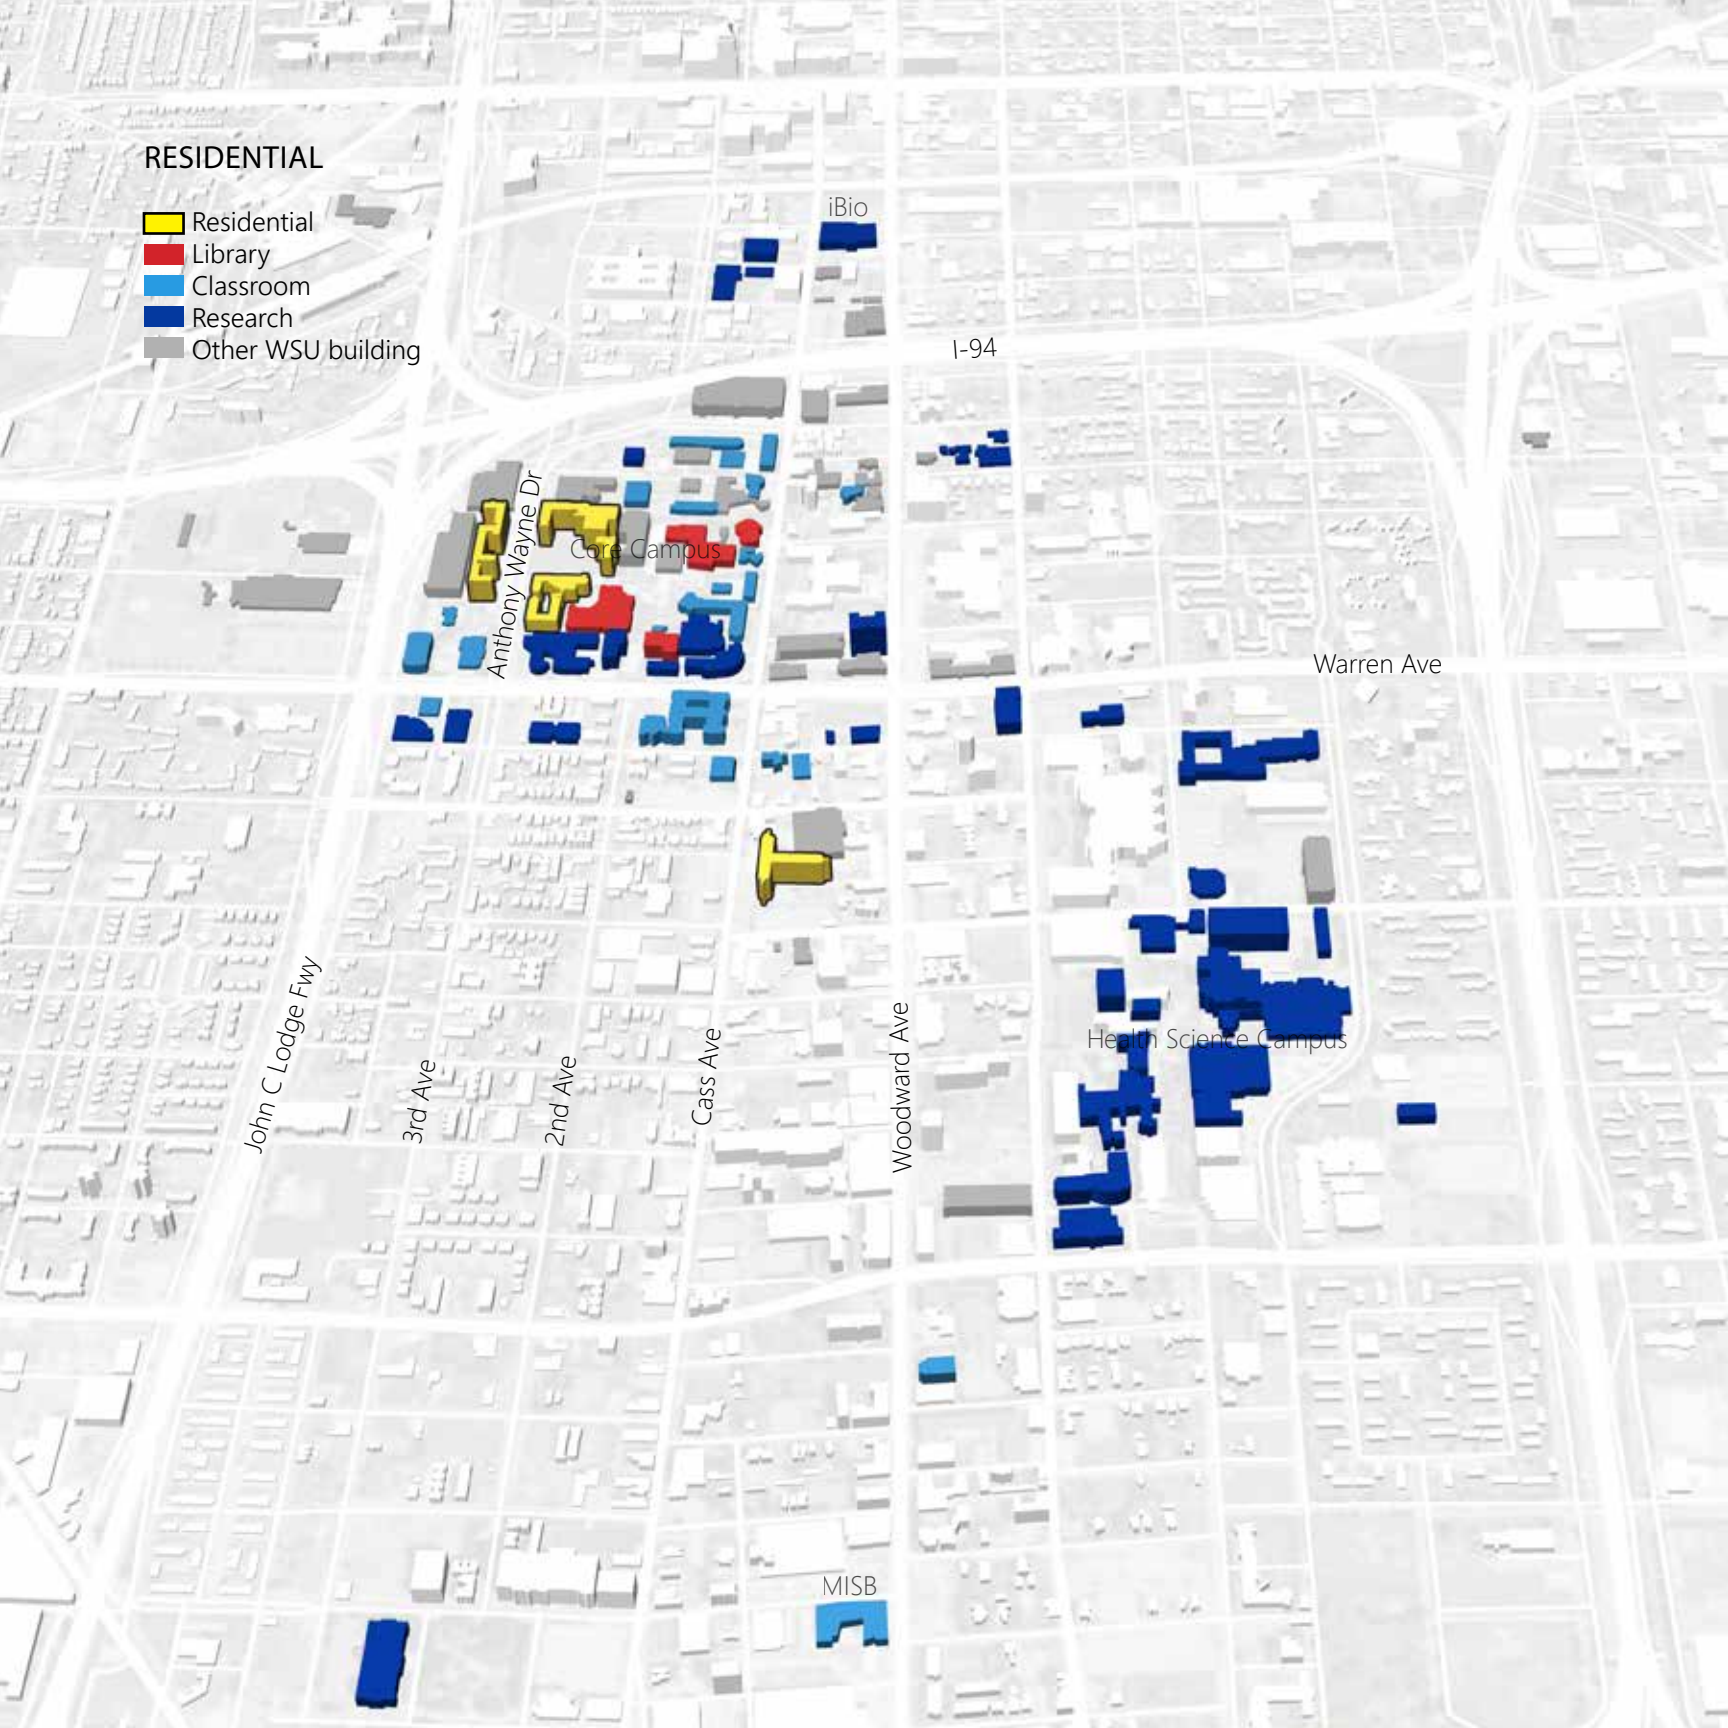 RESIDENTIAL
Residential
Library
Classroom
Research
Other WSU building
iBio
I-94
Anthony Wayne Dr
Core Campus
Warren Ave
John C Lodge Fwy
3rd Ave
2nd Ave
Cass Ave
Woodward Ave
Health Science Campus
MISB